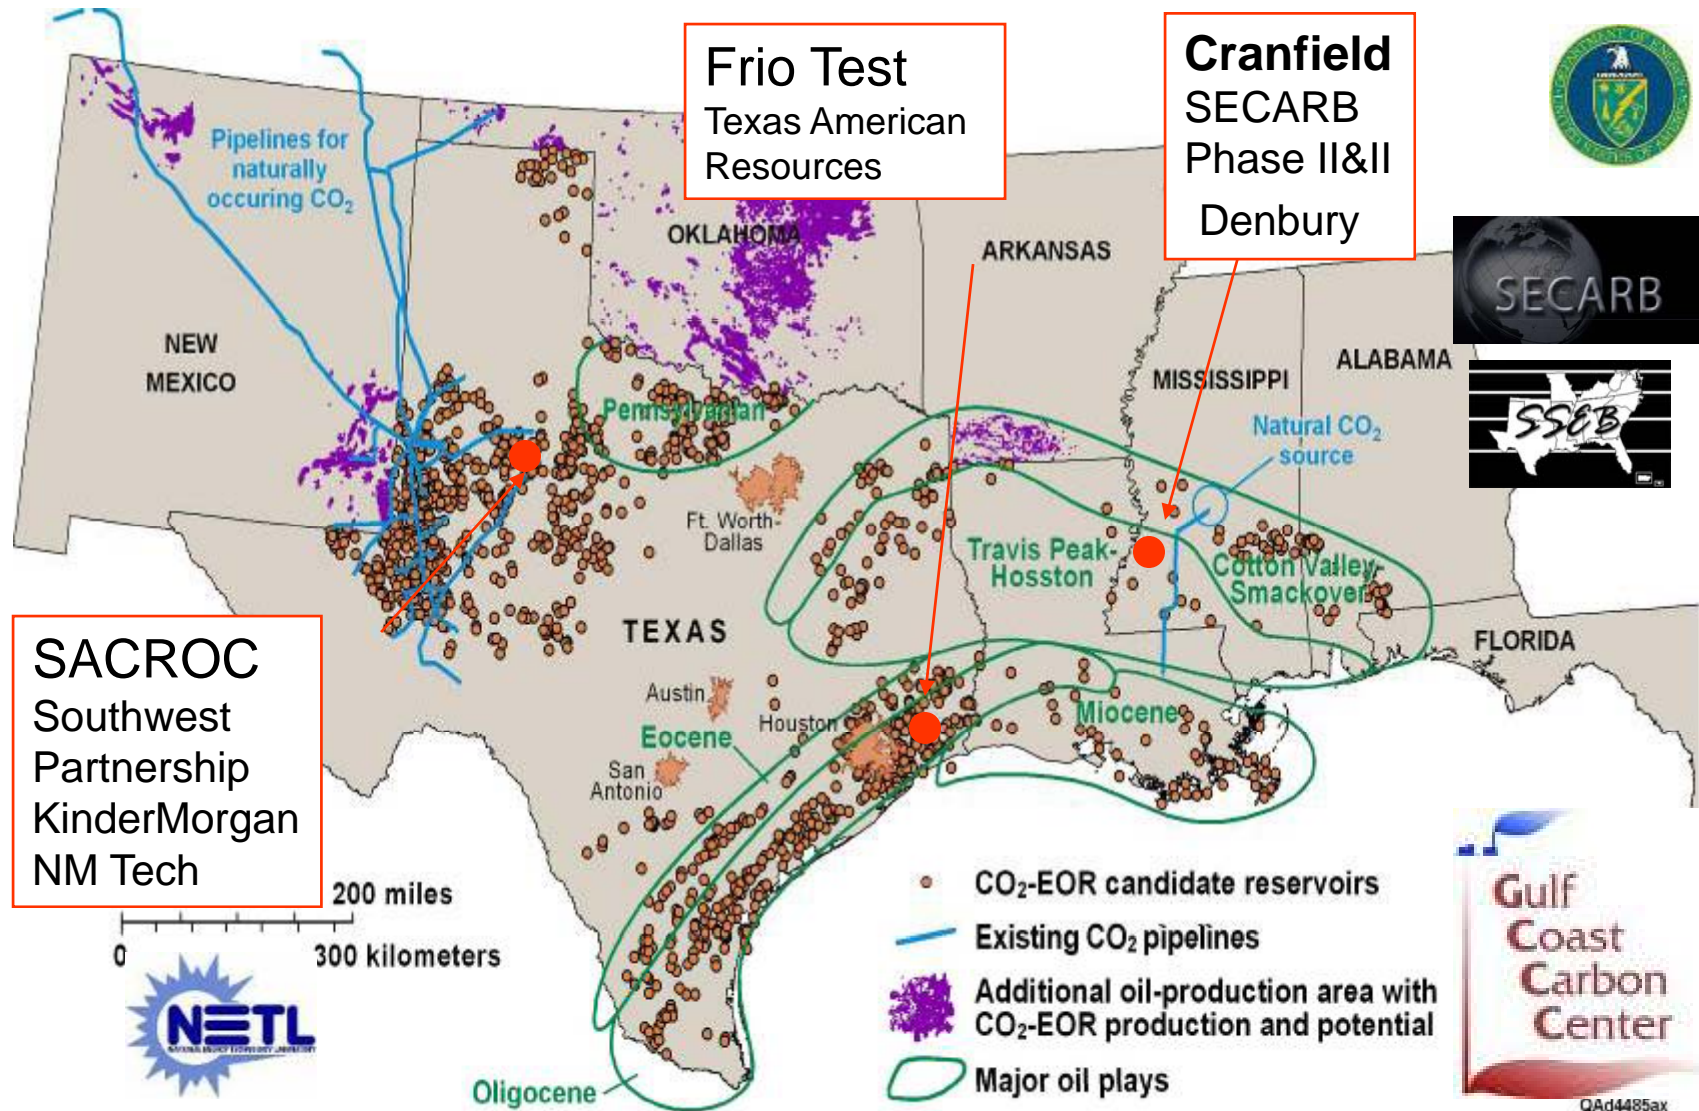 Frio Test
Texas American
Resources
Cranfield
SECARB
Phase II&II
Denbury
Pipelines for
naturally
occuring CO₂
OKLAHOMA
ARKANSAS
SECARB
NEW
MEXICO
MISSISSIPPI
ALABAMA
SSEB
Pennsylvanian
Natural CO₂
source
Ft. Worth-
Dallas
Travis Peak-
Hosston
Cotton Valley-
Smackover
TEXAS
FLORIDA
SACROC
Southwest
Partnership
KinderMorgan
NM Tech
Austin
Houston
Eocene
Miocene
San
Antonio
200 miles
0
300 kilometers
NETL
Oligocene
CO₂-EOR candidate reservoirs
Existing CO₂ pipelines
Additional oil-production area with
CO₂-EOR production and potential
Major oil plays
Gulf
Coast
Carbon
Center
QAd4485ax